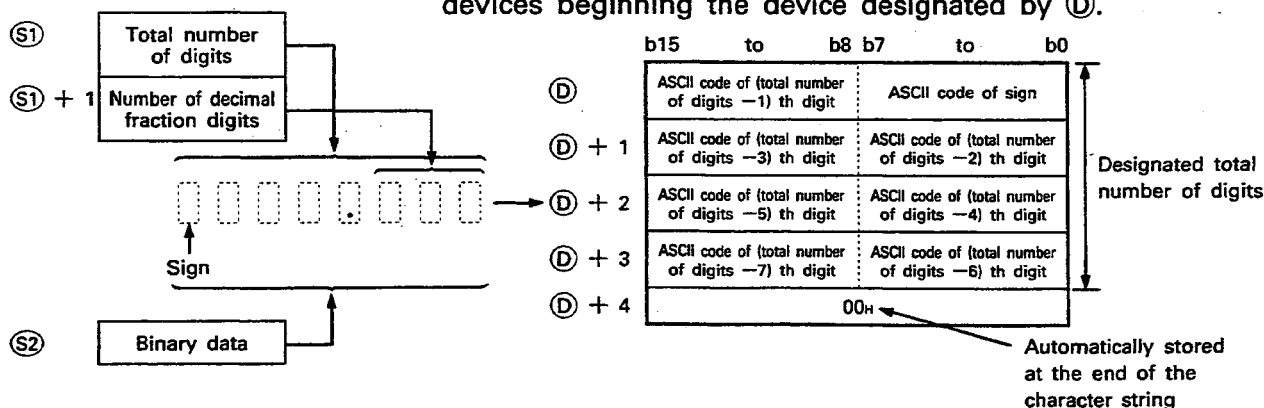 devices beginning the device designated by Ⓓ.
Ⓢ1 Total number
of digits
Ⓢ1 + 1 Number of decimal
fraction digits
Sign
Ⓢ2 Binary data
b15 to b8 b7 to b0
Ⓓ ASCII code of (total number
of digits −1) th digit
ASCII code of sign
Ⓓ + 1 ASCII code of (total number
of digits −3) th digit
ASCII code of (total number
of digits −2) th digit
Ⓓ + 2 ASCII code of (total number
of digits −5) th digit
ASCII code of (total number
of digits −4) th digit
Ⓓ + 3 ASCII code of (total number
of digits −7) th digit
ASCII code of (total number
of digits −6) th digit
Ⓓ + 4 00H
Designated total
number of digits
Automatically stored
at the end of the
character string